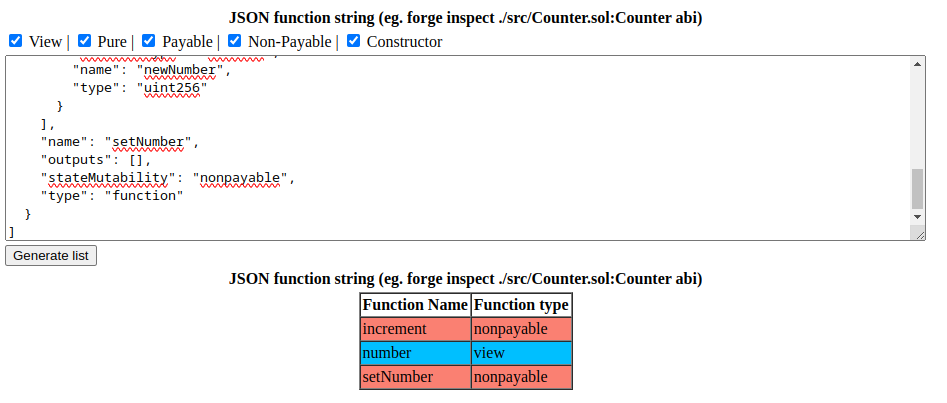 JSON function string (eg. forge inspect ./src/Counter.sol:Counter abi)
View | Pure | Payable | Non-Payable | Constructor
"name": "newNumber",
"type": "uint256"
}
],
"name": "setNumber",
"outputs": [],
"stateMutability": "nonpayable",
"type": "function"
}
]
Generate list
JSON function string (eg. forge inspect ./src/Counter.sol:Counter abi)
Function Name Function type
increment nonpayable
number view
setNumber nonpayable